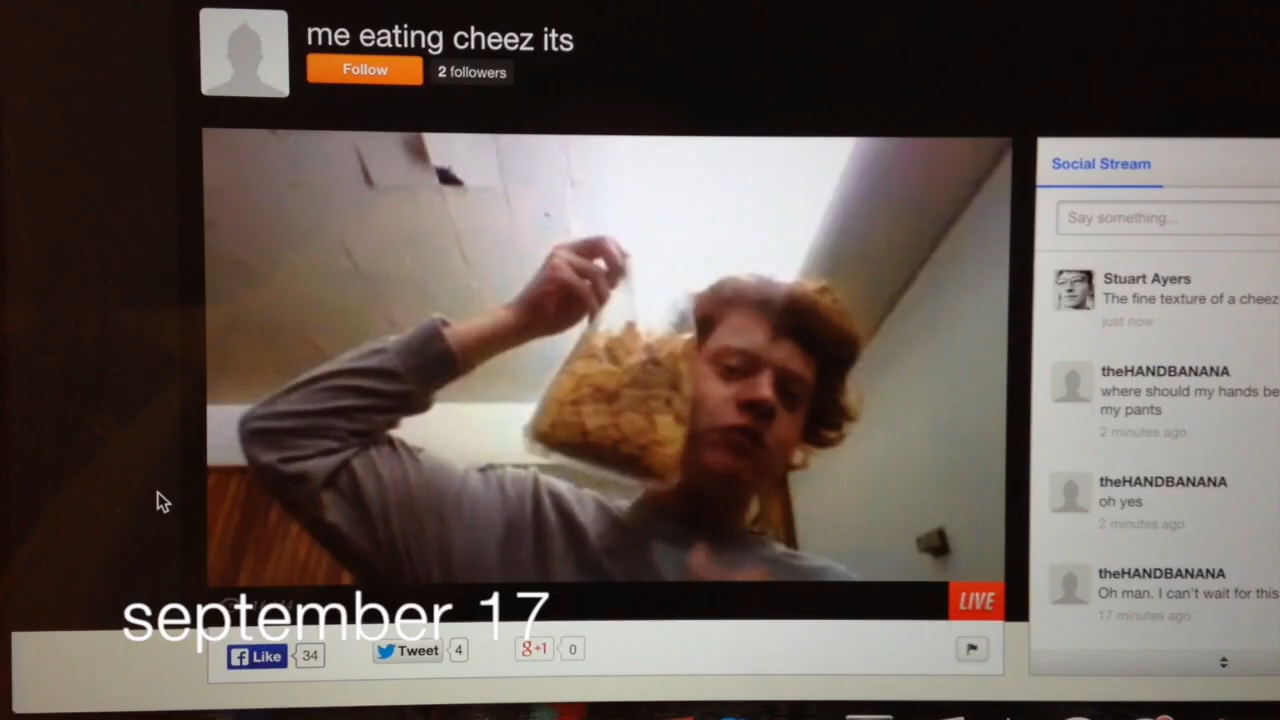 me eating cheez its
Follow
2 followers
Social Stream
Say something...
Stuart Ayers
The fine texture of a cheez
just now
theHANDBANANA
where should my hands be
my pants
2 minutes ago
theHANDBANANA
oh yes
2 minutes ago
theHANDBANANA
Oh man. I can't wait for this
17 minutes ago
LIVE
september 17
Like
34
Tweet
4
g+1
0